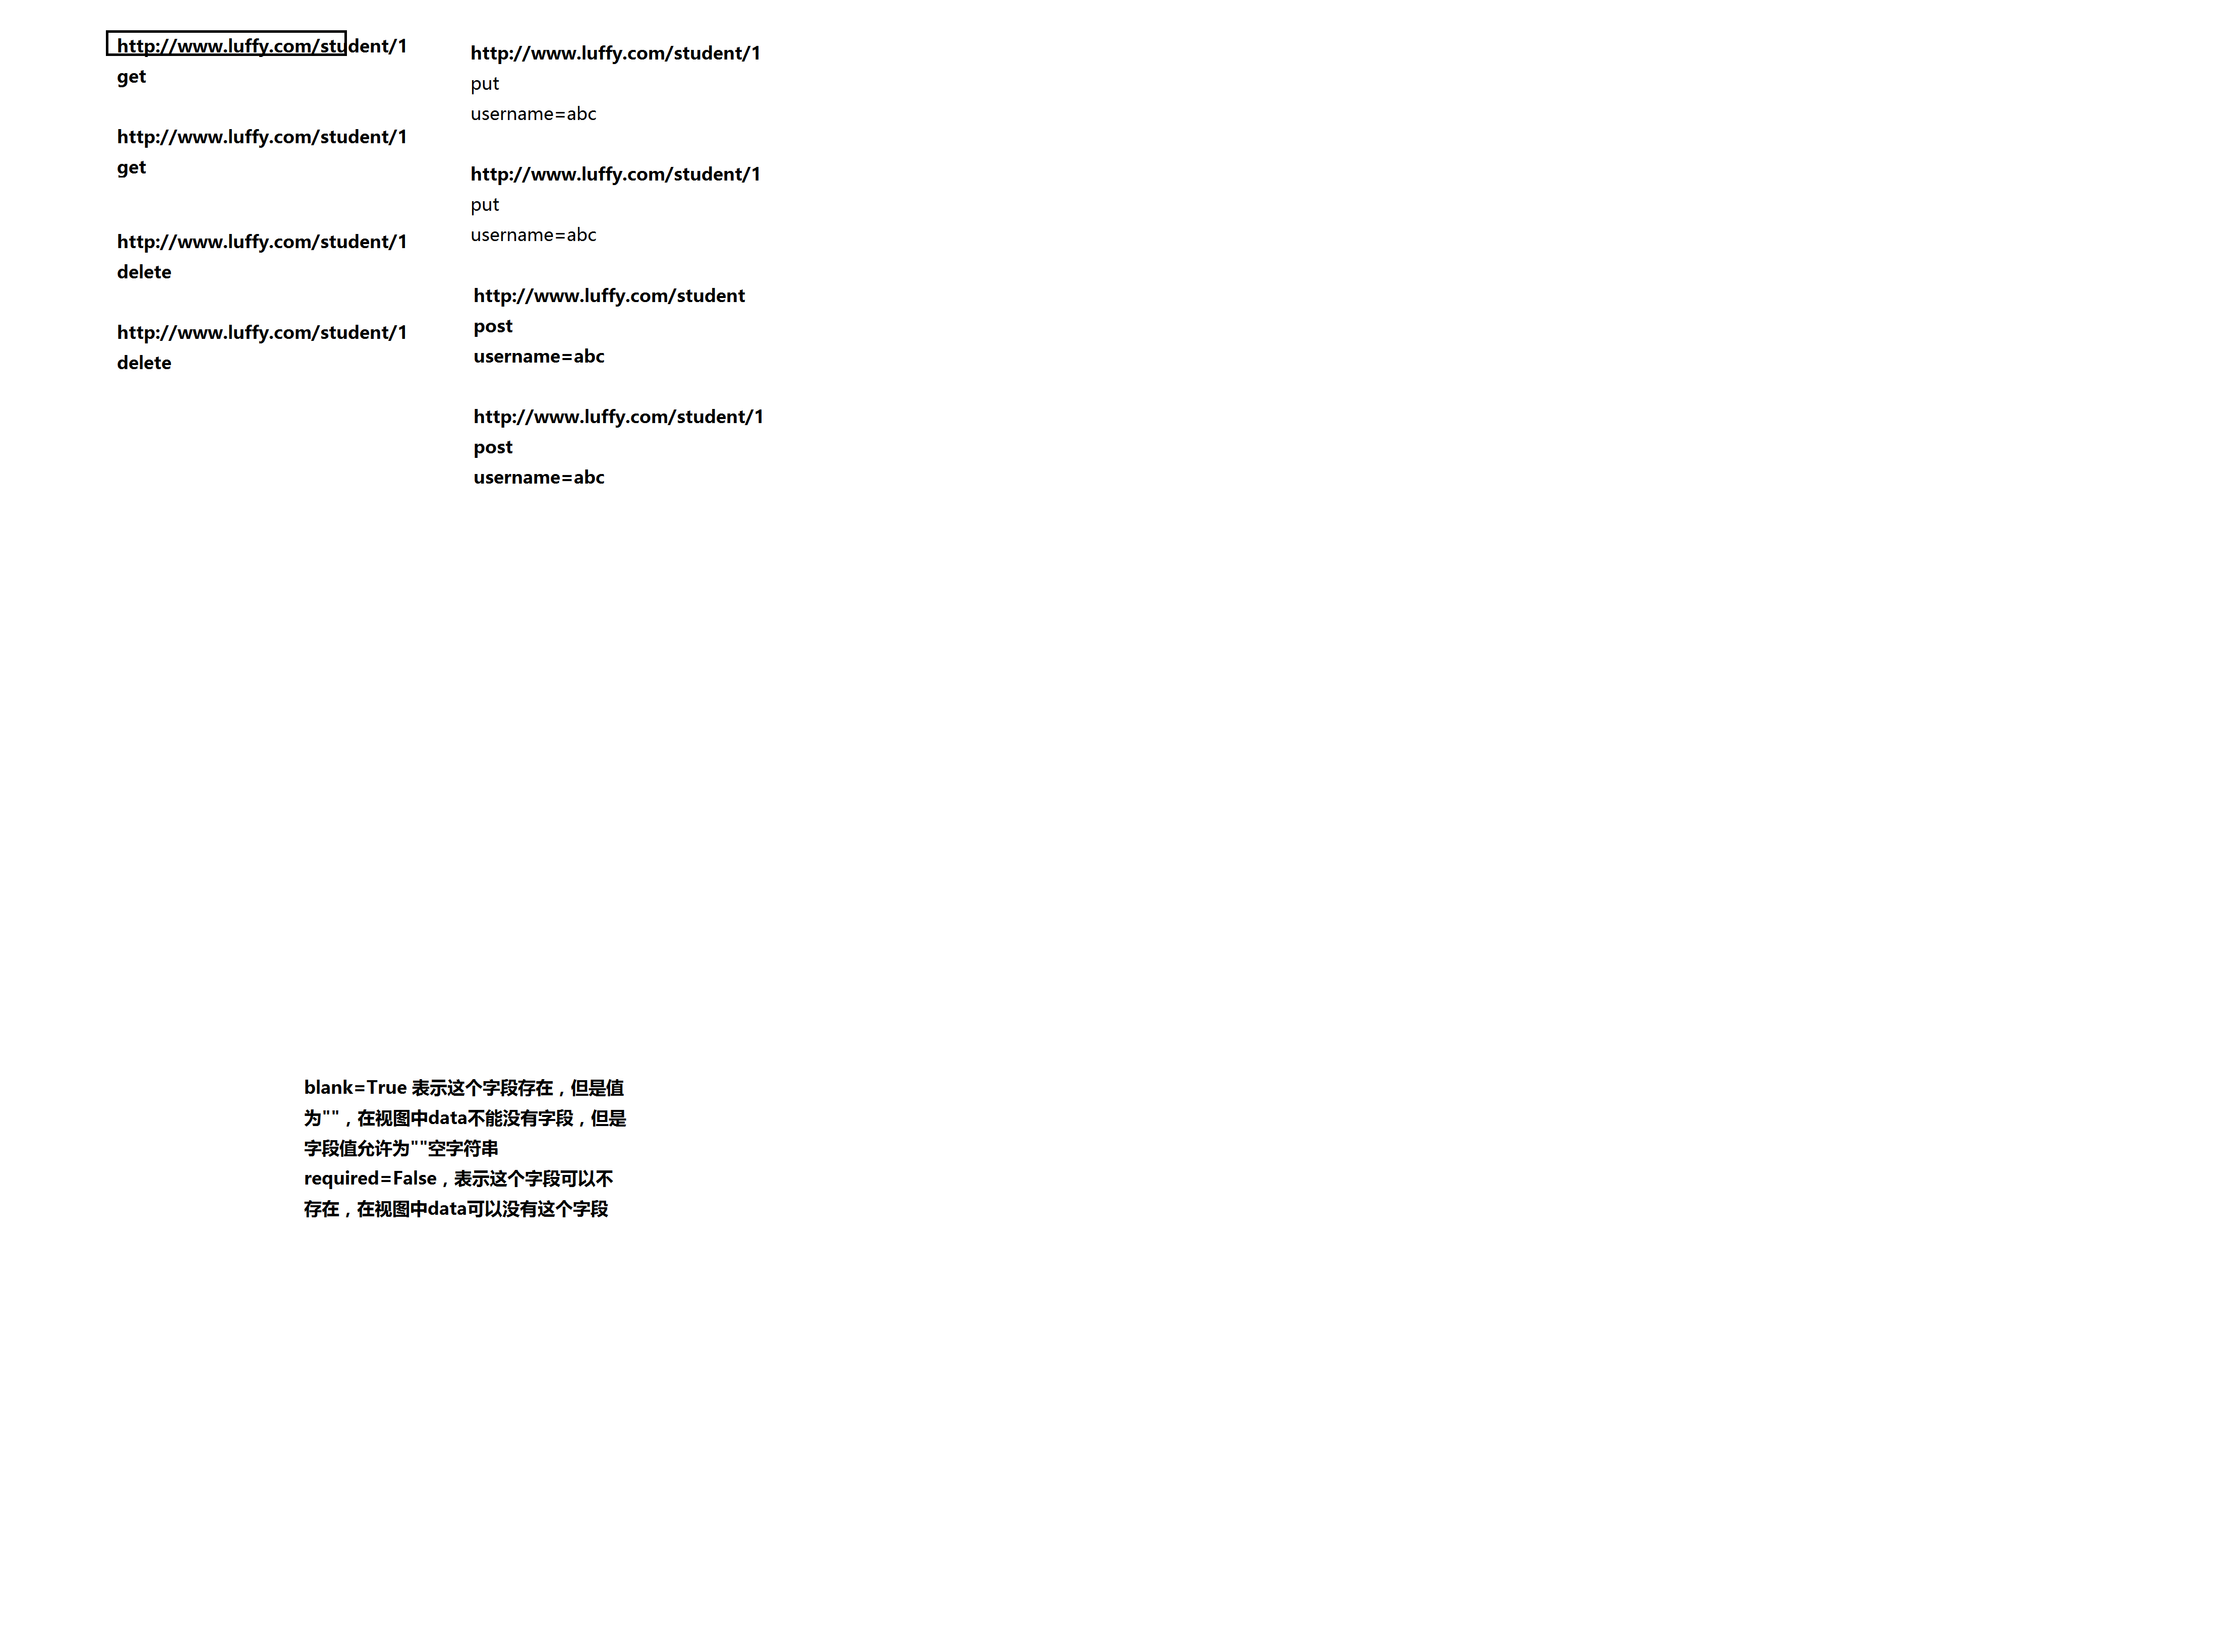 http://www.luffy.com/student/1
get
http://www.luffy.com/student/1
get
http://www.luffy.com/student/1
delete
http://www.luffy.com/student/1
delete
http://www.luffy.com/student/1
put
username=abc
http://www.luffy.com/student/1
put
username=abc
http://www.luffy.com/student
post
username=abc
http://www.luffy.com/student/1
post
username=abc
blank=True 表示这个字段存在，但是值
为""，在视图中data不能没有字段，但是
字段值允许为""空字符串
required=False，表示这个字段可以不
存在，在视图中data可以没有这个字段